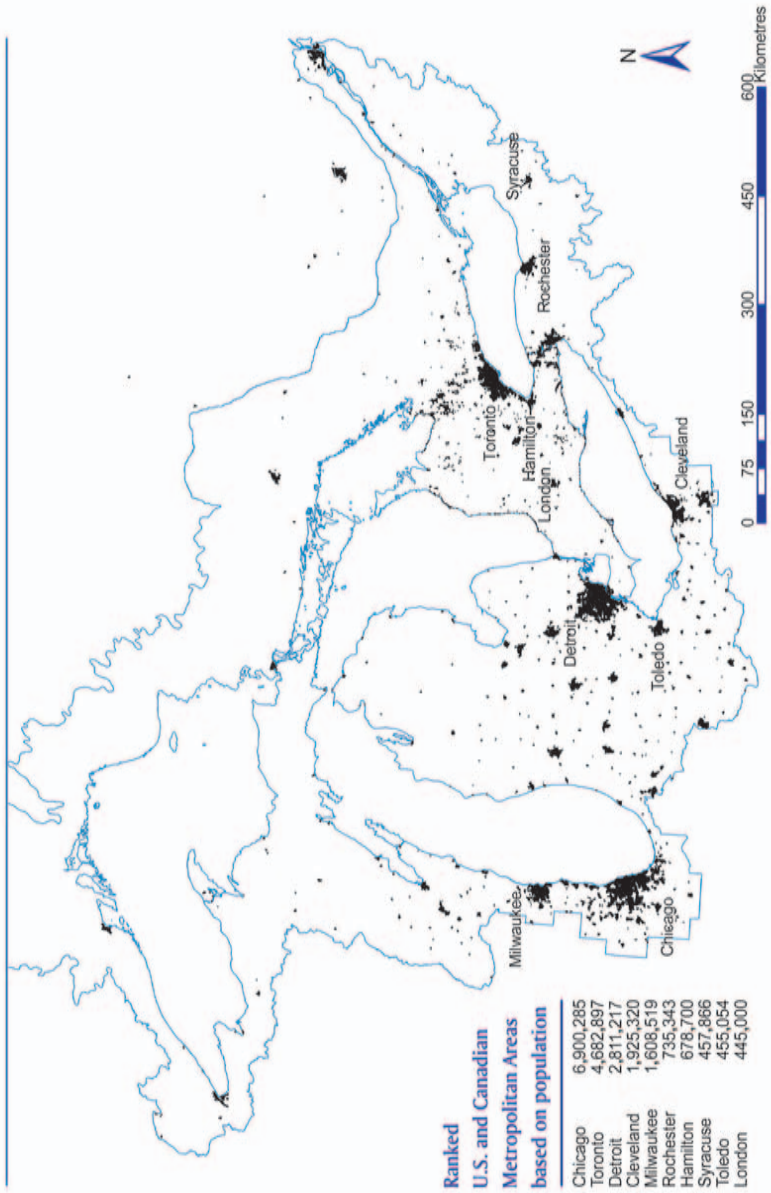 Ranked
U.S. and Canadian
Metropolitan Areas
based on population
Chicago 6,900,285
Toronto 4,682,897
Detroit 2,811,217
Cleveland 1,925,320
Milwaukee 1,608,519
Rochester 735,343
Hamilton 678,700
Syracuse 457,866
Toledo 455,054
London 445,000
Milwaukee
Chicago
Detroit
Toledo
Toronto
Hamilton
London
Cleveland
Rochester
Syracuse
N
0 75 150 300 450 600
Kilometres